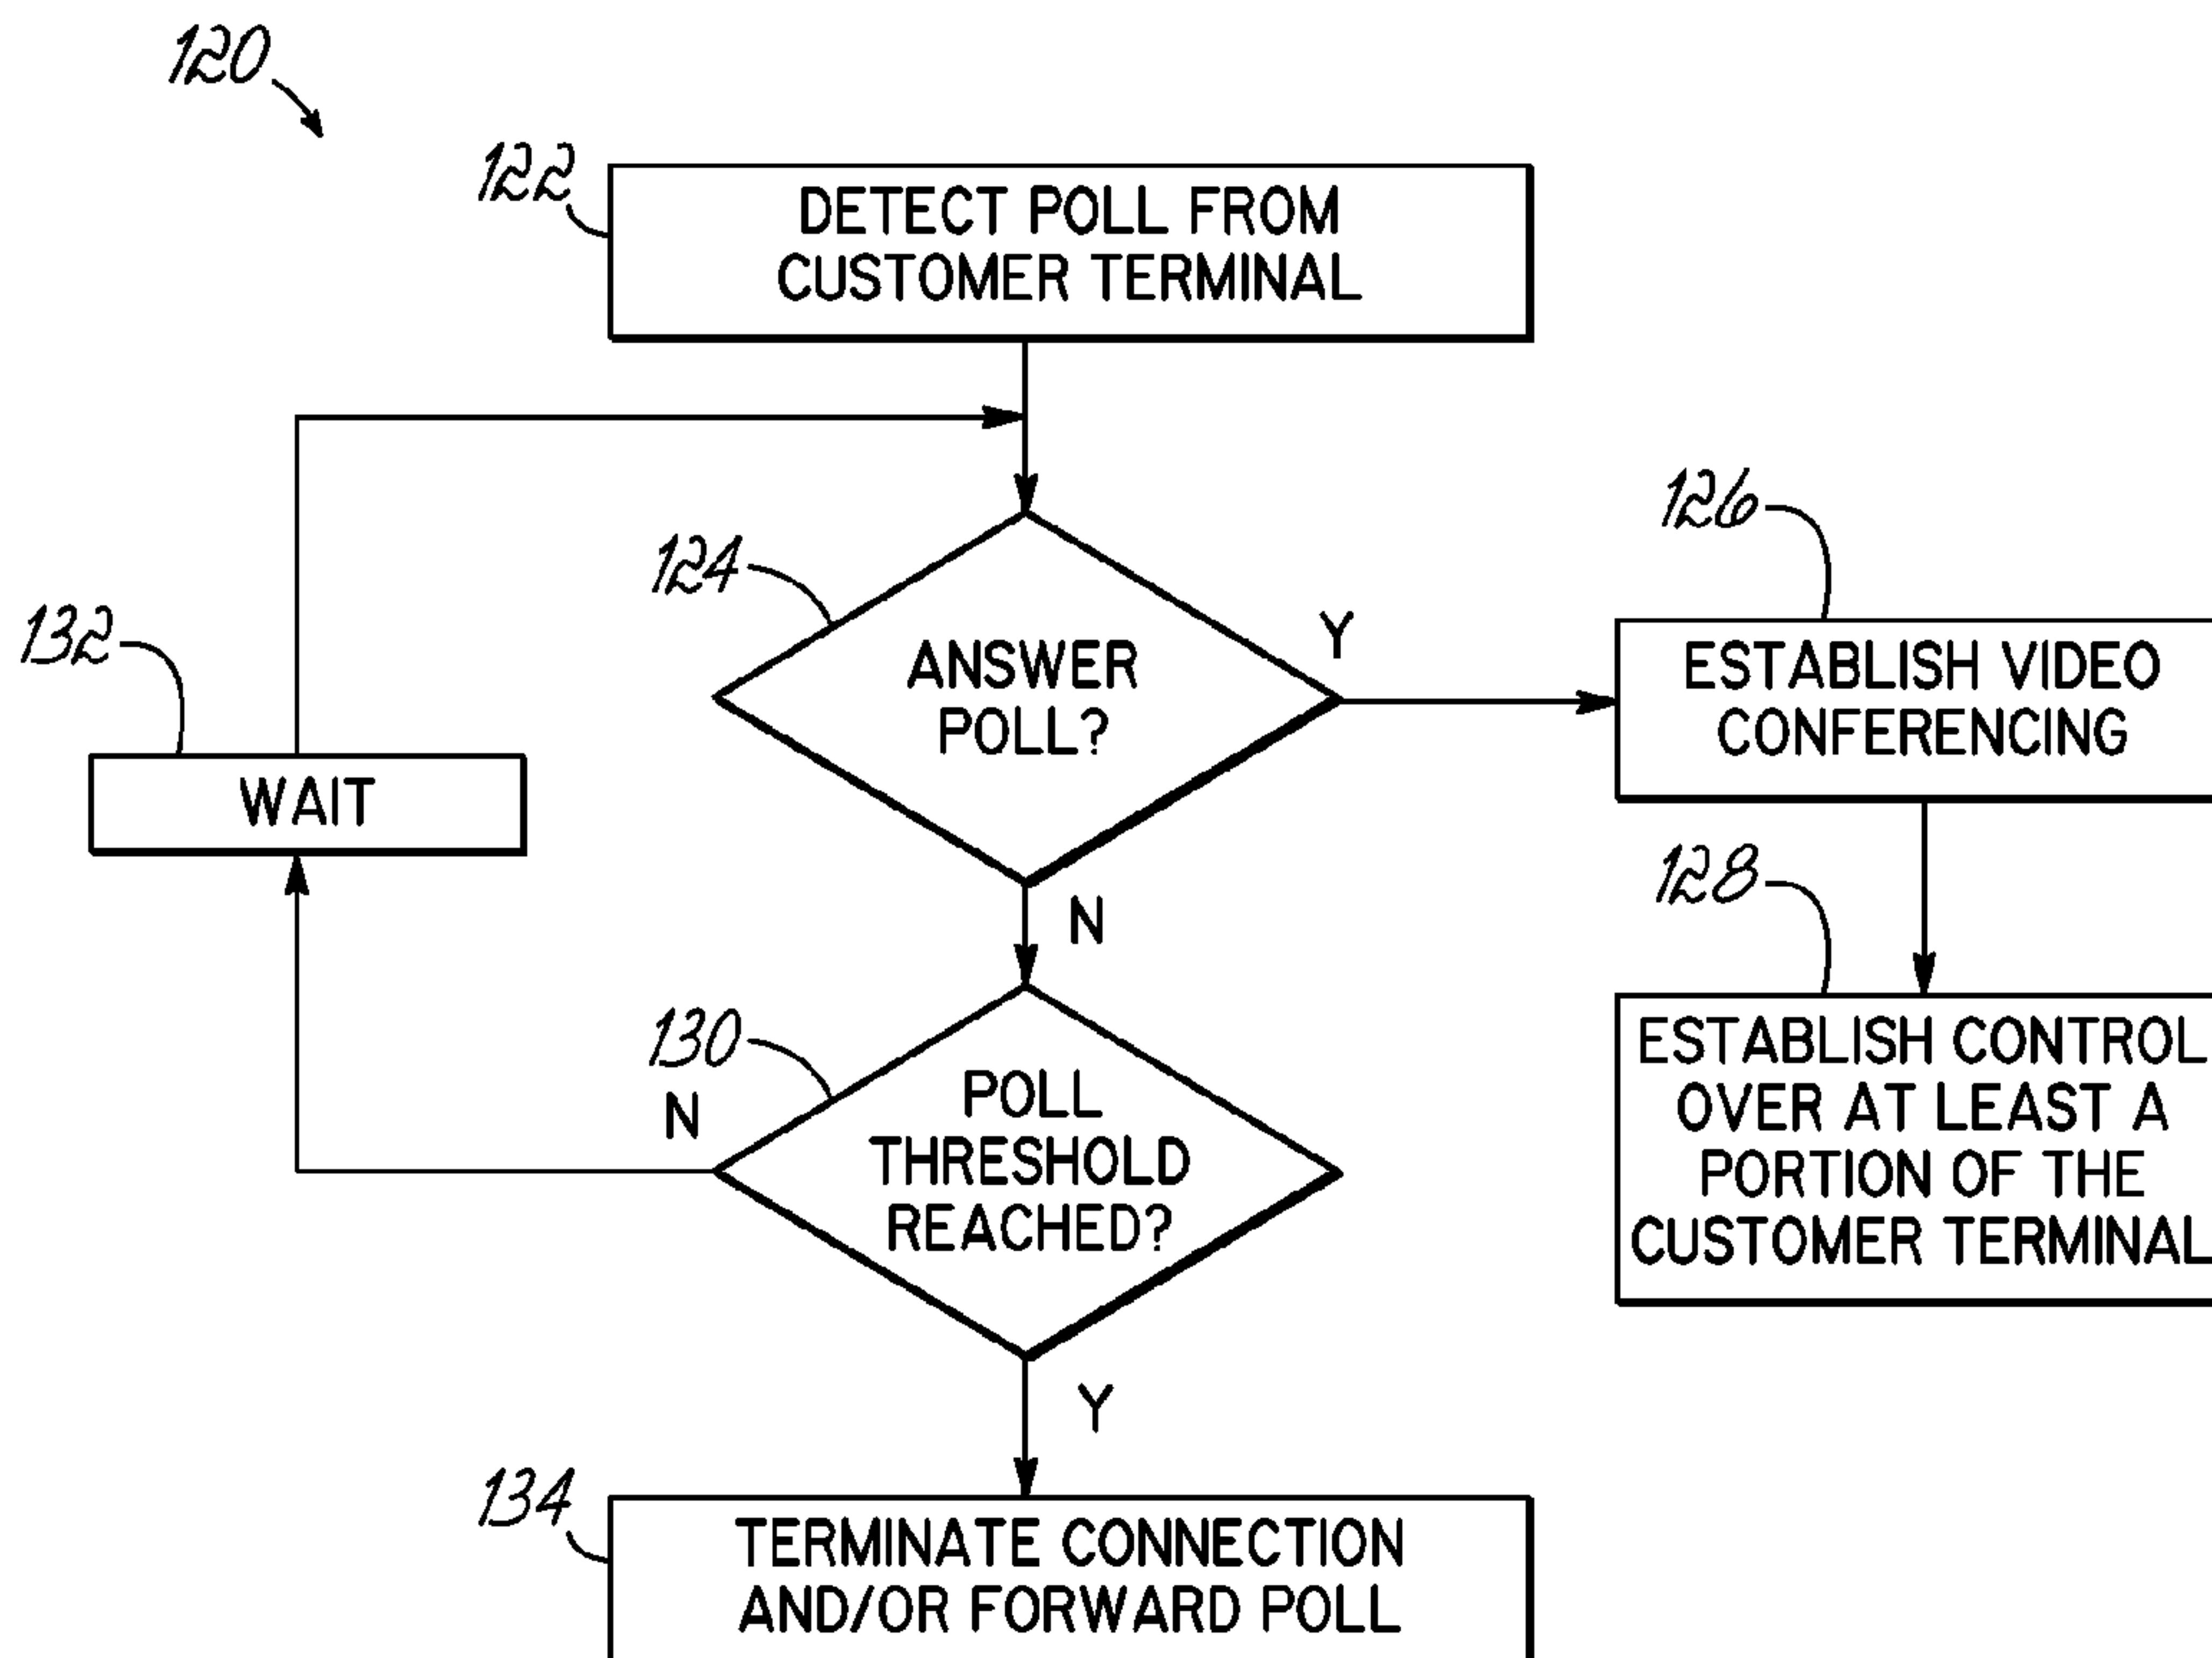 120
122
DETECT POLL FROM
CUSTOMER TERMINAL
124
ANSWER
POLL?
Y
N
126
ESTABLISH VIDEO
CONFERENCING
132
WAIT
128
ESTABLISH CONTROL
OVER AT LEAST A
PORTION OF THE
CUSTOMER TERMINAL
130
N
POLL
THRESHOLD
REACHED?
Y
134
TERMINATE CONNECTION
AND/OR FORWARD POLL